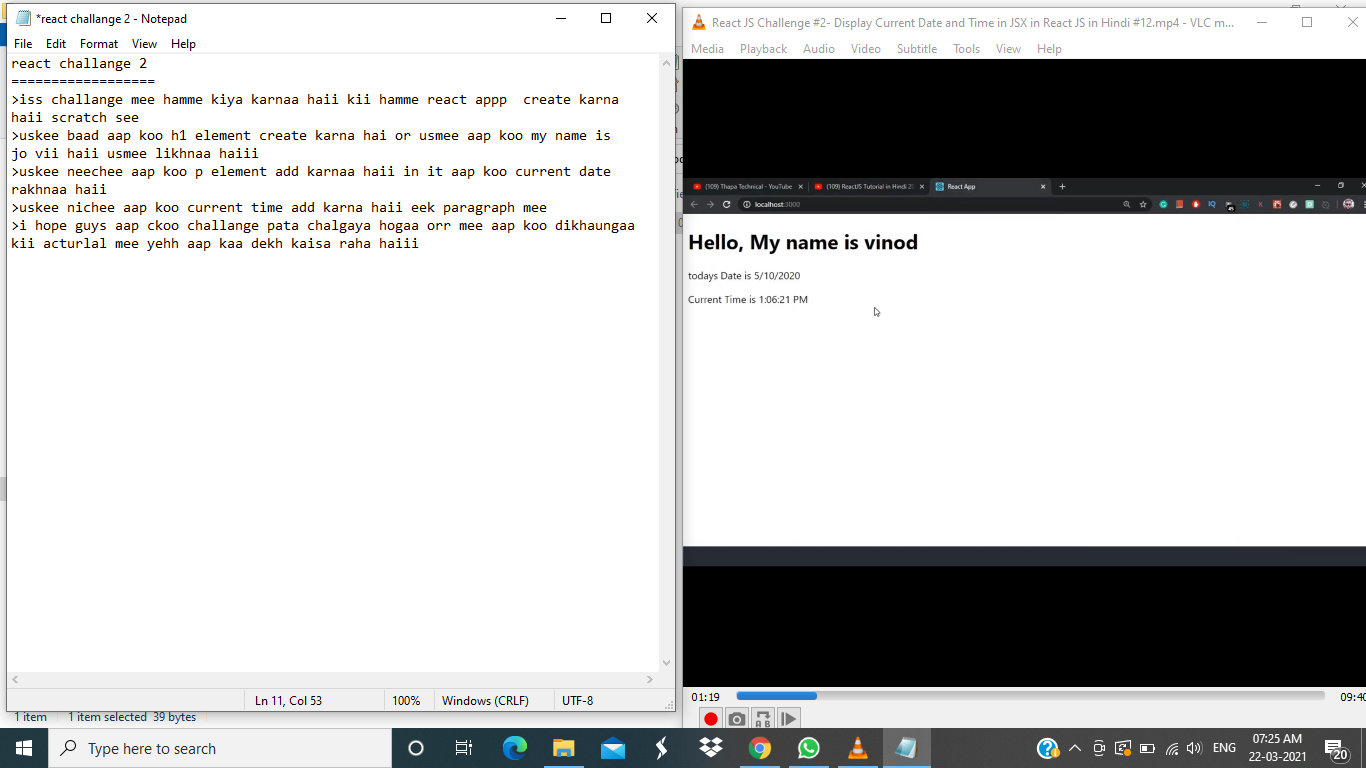 *react challange 2 - Notepad
File Edit Format View Help
react challange 2
==================
>iss challange mee hamme kiya karnaa haii kii hamme react appp  create karna
haii scratch see
>uskee baad aap koo h1 element create karna hai or usmee aap koo my name is
jo vii haii usmee likhnaa haiii
>uskee neechee aap koo p element add karnaa haii in it aap koo current date
rakhnaa haii
>uskee nichee aap koo current time add karna haii eek paragraph mee
>i hope guys aap ckoo challange pata chalgaya hogaa orr mee aap koo dikhaungaa
kii acturlal mee yehh aap kaa dekh kaisa raha haiii
Ln 11, Col 53 100% Windows (CRLF) UTF-8
1 item 1 item selected 39 bytes
React JS Challenge #2- Display Current Date and Time in JSX in React JS in Hindi #12.mp4 - VLC m...
Media Playback Audio Video Subtitle Tools View Help
(109) Thapa Technical - YouTube (109) ReactJS Tutorial in Hindi 20 React App
localhost:3000
Hello, My name is vinod
todays Date is 5/10/2020
Current Time is 1:06:21 PM
01:19 09:40
Type here to search
ENG 07:25 AM
22-03-2021
20